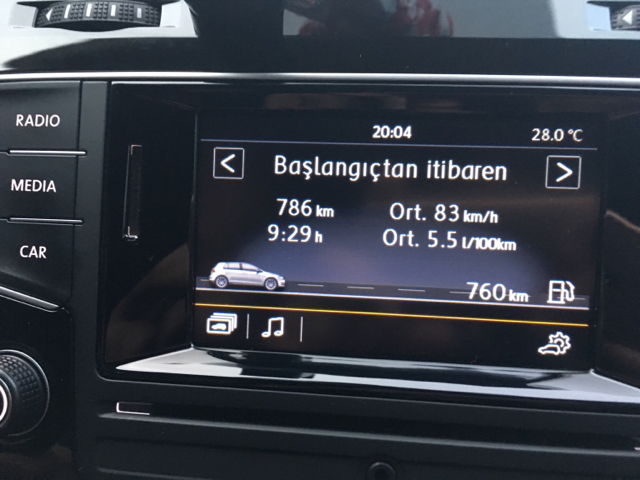 RADIO
MEDIA
CAR
20:04 28.0 °C
< Başlangıçtan itibaren >
786 km Ort. 83 km/h
9:29 h Ort. 5.5 l/100km
760 km